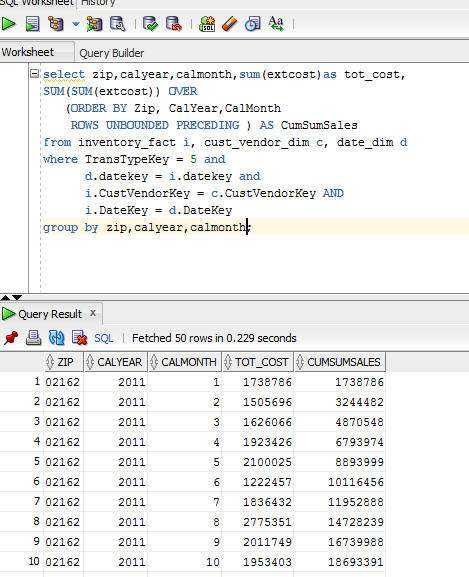 SQL Worksheet History
Worksheet Query Builder
select zip,calyear,calmonth,sum(extcost)as tot_cost,
SUM(SUM(extcost)) OVER
(ORDER BY Zip, CalYear,CalMonth
ROWS UNBOUNDED PRECEDING ) AS CumSumSales
from inventory_fact i, cust_vendor_dim c, date_dim d
where TransTypeKey = 5 and
d.datekey = i.datekey and
i.CustVendorKey = c.CustVendorKey AND
i.DateKey = d.DateKey
group by zip,calyear,calmonth;
Query Result x
SQL | Fetched 50 rows in 0.229 seconds
ZIP CALYEAR CALMONTH TOT_COST CUMSUMSALES
1 02162 2011 1 1738786 1738786
2 02162 2011 2 1505696 3244482
3 02162 2011 3 1626066 4870548
4 02162 2011 4 1923426 6793974
5 02162 2011 5 2100025 8893999
6 02162 2011 6 1222457 10116456
7 02162 2011 7 1836432 11952888
8 02162 2011 8 2775351 14728239
9 02162 2011 9 2011749 16739988
10 02162 2011 10 1953403 18693391